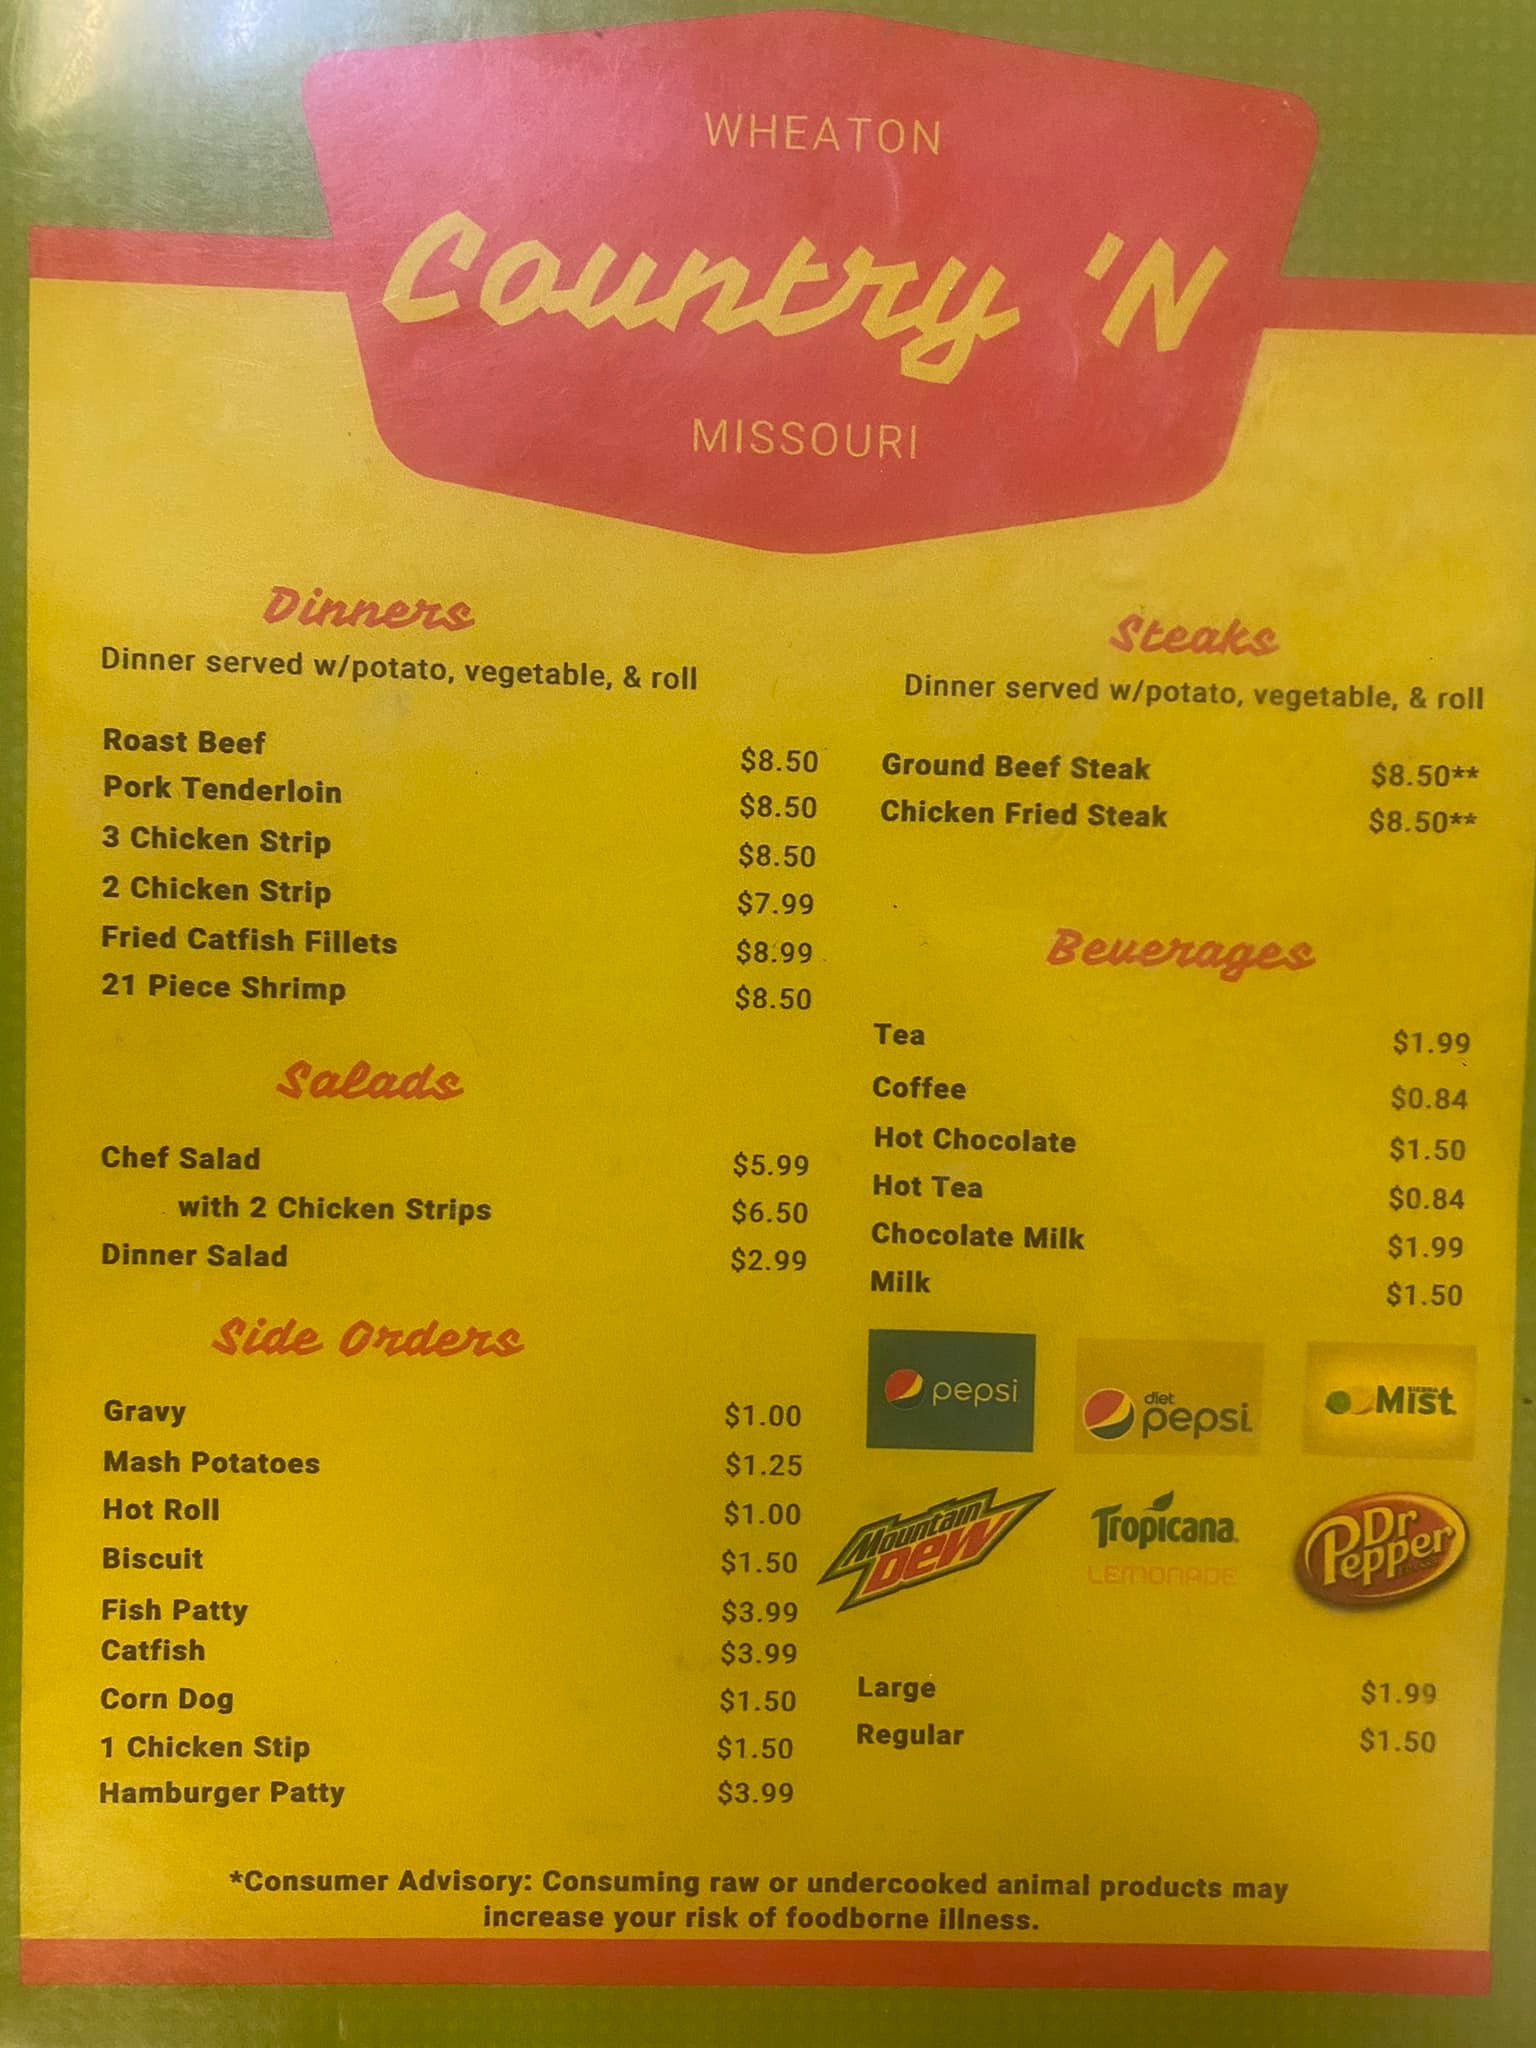 WHEATON
Country 'N
MISSOURI
Dinners
Dinner served w/potato, vegetable, & roll
Roast Beef $8.50
Pork Tenderloin $8.50
3 Chicken Strip $8.50
2 Chicken Strip $7.99
Fried Catfish Fillets $8.99
21 Piece Shrimp $8.50
Salads
Chef Salad $5.99
with 2 Chicken Strips $6.50
Dinner Salad $2.99
Side Orders
Gravy $1.00
Mash Potatoes $1.25
Hot Roll $1.00
Biscuit $1.50
Fish Patty $3.99
Catfish $3.99
Corn Dog $1.50
1 Chicken Stip $1.50
Hamburger Patty $3.99
Steaks
Dinner served w/potato, vegetable, & roll
Ground Beef Steak $8.50**
Chicken Fried Steak $8.50**
Beverages
Tea $1.99
Coffee $0.84
Hot Chocolate $1.50
Hot Tea $0.84
Chocolate Milk $1.99
Milk $1.50
pepsi
diet
pepsi
SIERRA
Mist
Mountain
Dew
Tropicana
LEMONADE
Dr
Pepper
Large $1.99
Regular $1.50
*Consumer Advisory: Consuming raw or undercooked animal products may
increase your risk of foodborne illness.